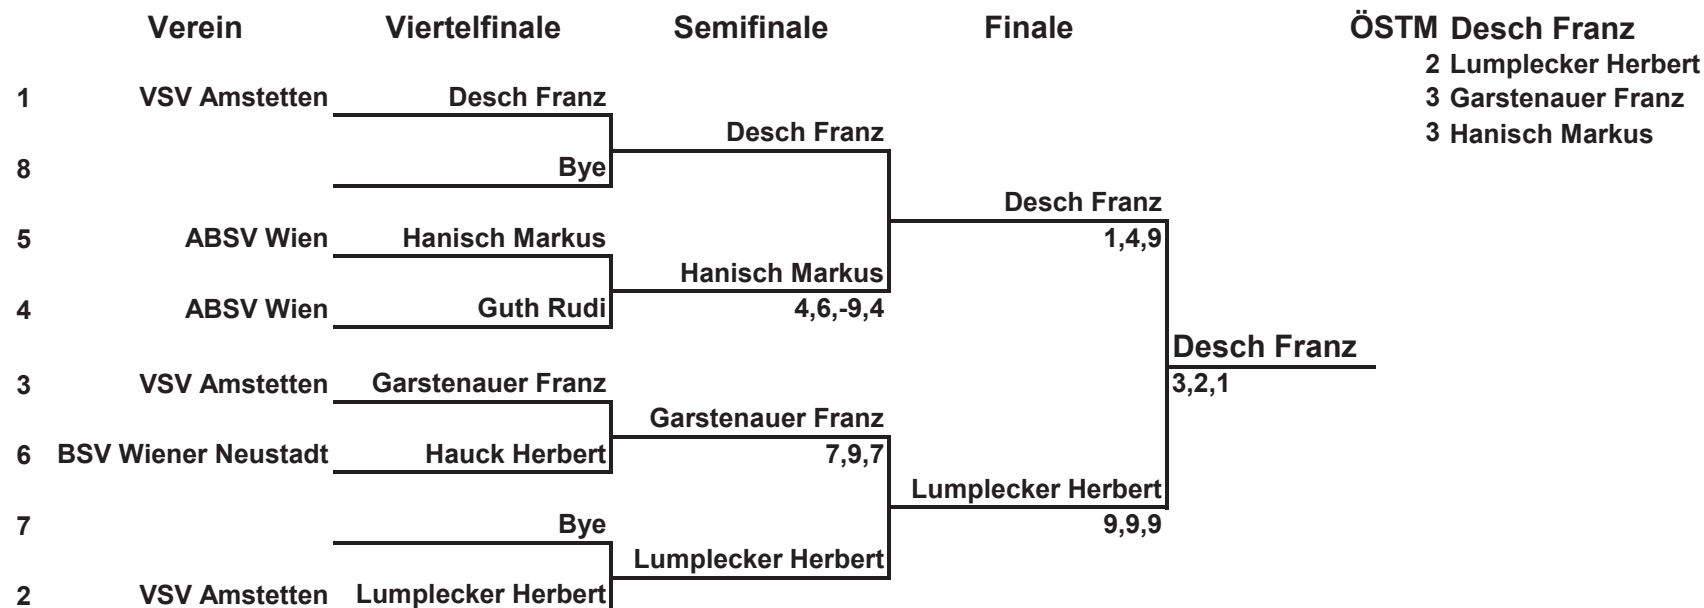 Verein Viertelfinale Semifinale Finale ÖSTM Desch Franz
2 Lumplecker Herbert
1 VSV Amstetten Desch Franz 3 Garstenauer Franz
Desch Franz 3 Hanisch Markus
8 Bye
Desch Franz
5 ABSV Wien Hanisch Markus 1,4,9
Hanisch Markus
4 ABSV Wien Guth Rudi 4,6,-9,4
Desch Franz
3 VSV Amstetten Garstenauer Franz 3,2,1
Garstenauer Franz
6 BSV Wiener Neustadt Hauck Herbert 7,9,7
Lumplecker Herbert
7 Bye 9,9,9
Lumplecker Herbert
2 VSV Amstetten Lumplecker Herbert